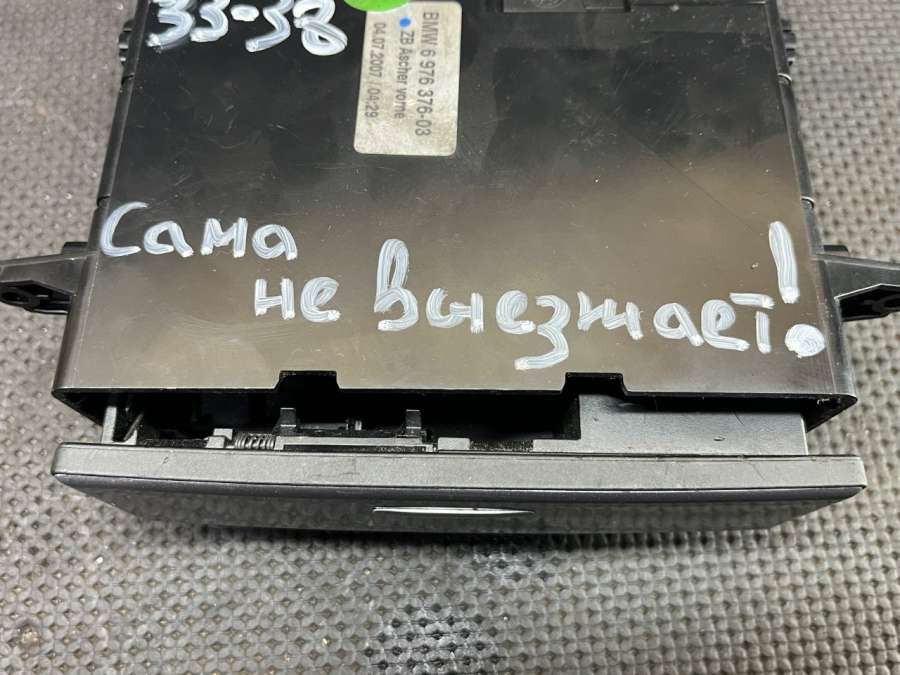 33-38
BMW 6 976 376-03
ZB Ascher vorne
04.07.2007 / 04:29
Сама
не выезжает!